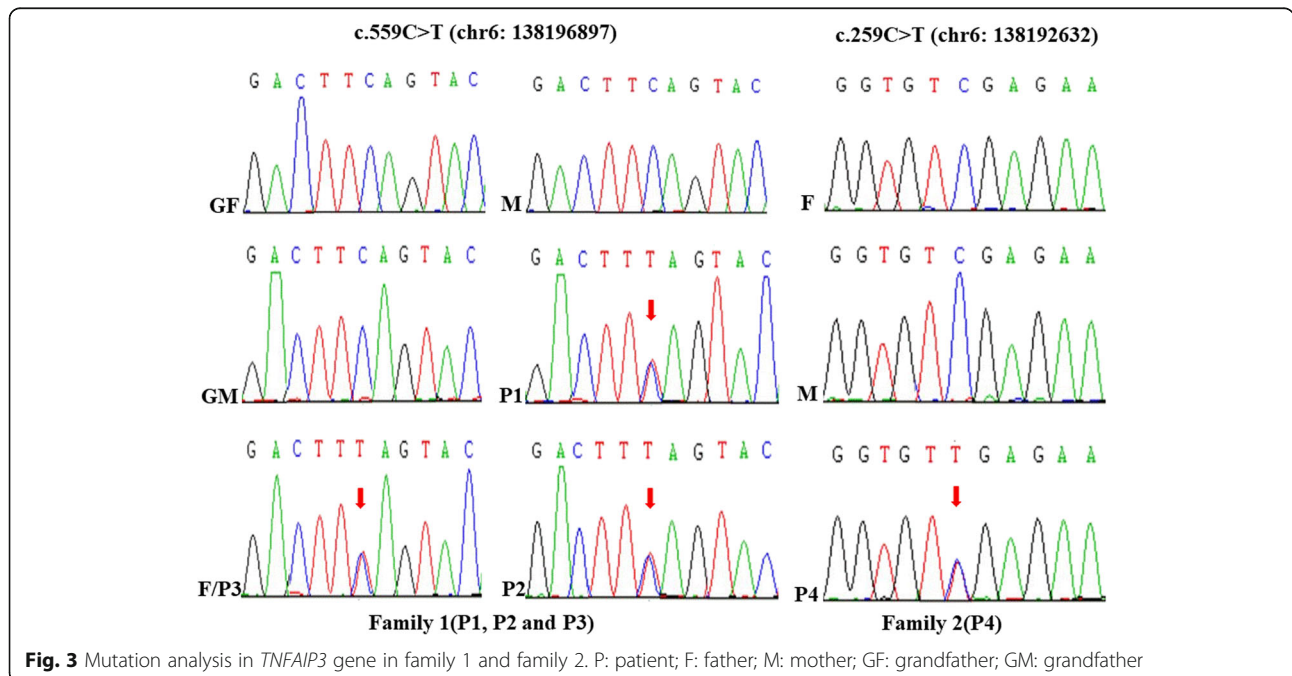 c.559C>T (chr6: 138196897) c.259C>T (chr6: 138192632)
G A C T T C A G T A C G A C T T C A G T A C G G T G T C G A G A A
GF M F
G A C T T C A G T A C G A C T T T A G T A C G G T G T C G A G A A
GM P1 M
G A C T T T A G T A C G A C T T T A G T A C G G T G T T G A G A A
F/P3 P2 P4
Family 1(P1, P2 and P3) Family 2(P4)
Fig. 3 Mutation analysis in TNFAIP3 gene in family 1 and family 2. P: patient; F: father; M: mother; GF: grandfather; GM: grandfather